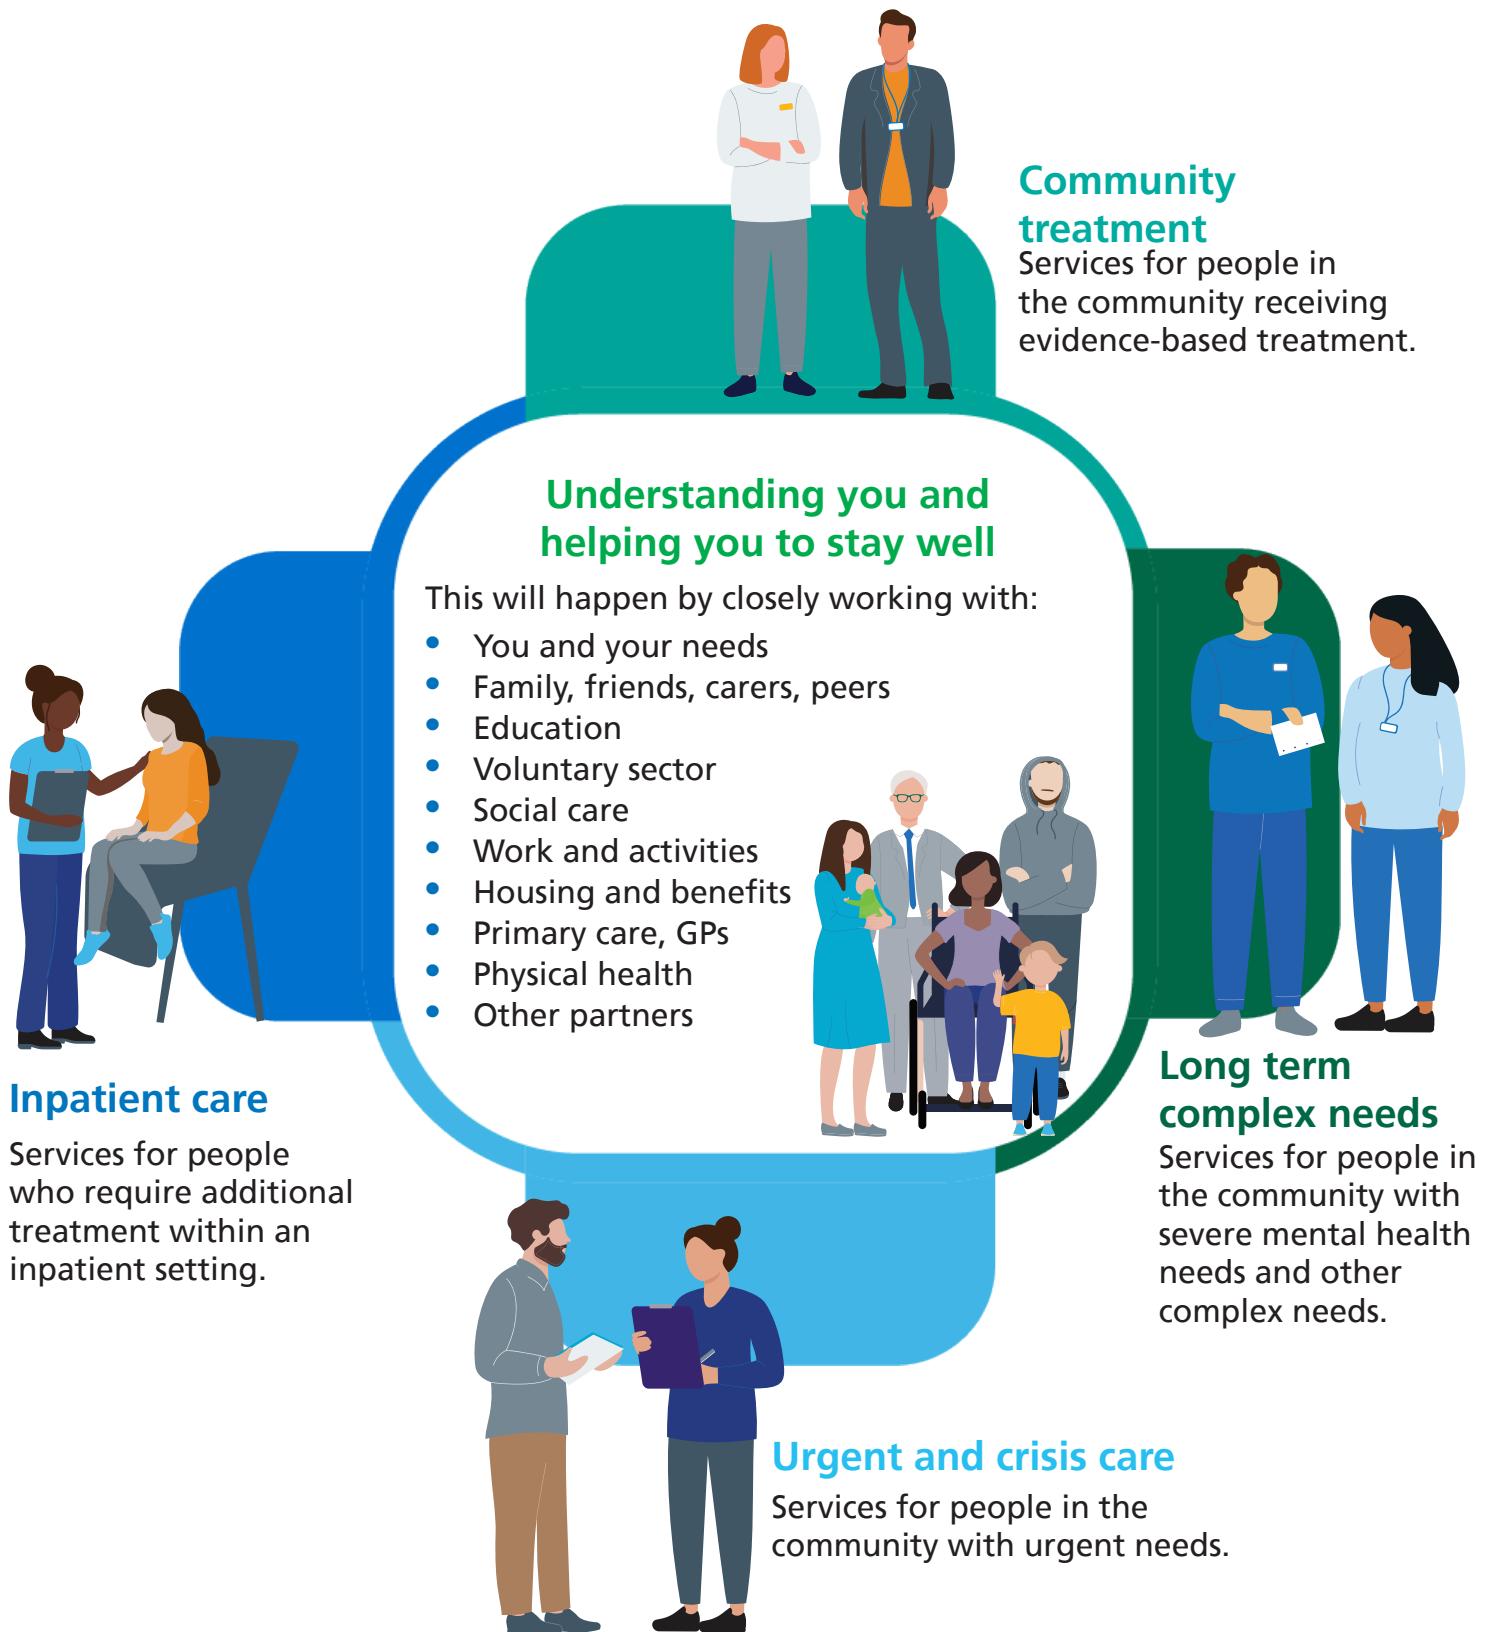 Community
treatment
Services for people in
the community receiving
evidence-based treatment.
Understanding you and
helping you to stay well
This will happen by closely working with:
• You and your needs
• Family, friends, carers, peers
• Education
• Voluntary sector
• Social care
• Work and activities
• Housing and benefits
• Primary care, GPs
• Physical health
• Other partners
Inpatient care
Services for people
who require additional
treatment within an
inpatient setting.
Long term
complex needs
Services for people in
the community with
severe mental health
needs and other
complex needs.
Urgent and crisis care
Services for people in the
community with urgent needs.